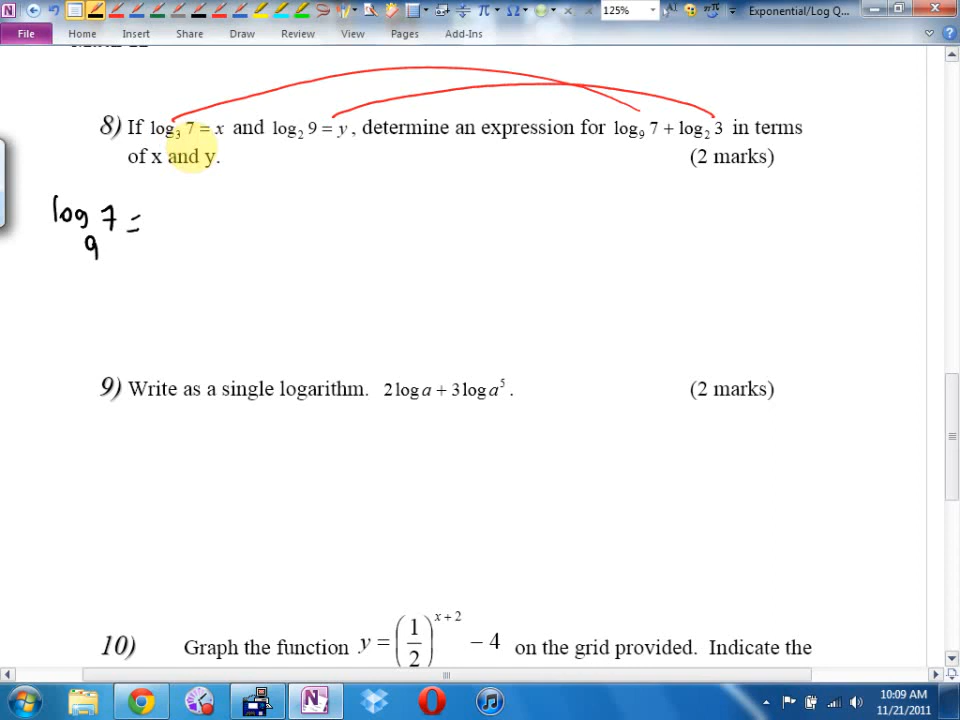 125%
Exponential/Log Q...
File Home Insert Share Draw Review View Pages Add-Ins
8) If log₃ 7 = x and log₂ 9 = y, determine an expression for log₉ 7 + log₂ 3 in terms
of x and y. (2 marks)
log₉ 7 =
9) Write as a single logarithm. 2 log a + 3 log a⁵. (2 marks)
10) Graph the function y = (1/2)^(x+2) − 4 on the grid provided. Indicate the
10:09 AM
11/21/2011